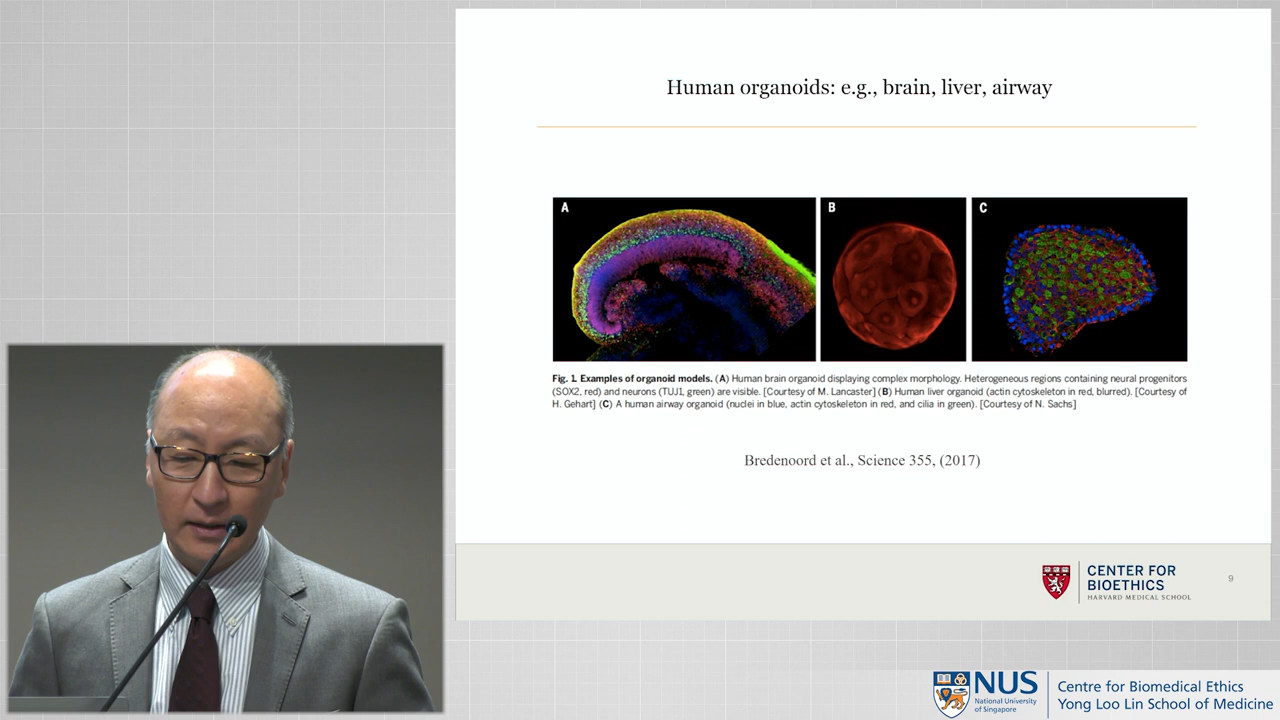 Human organoids: e.g., brain, liver, airway
A
B
C
Fig. 1. Examples of organoid models. (A) Human brain organoid displaying complex morphology. Heterogeneous regions containing neural progenitors
(SOX2, red) and neurons (TUJ1, green) are visible. [Courtesy of M. Lancaster] (B) Human liver organoid (actin cytoskeleton in red, blurred). [Courtesy of
H. Gehart] (C) A human airway organoid (nuclei in blue, actin cytoskeleton in red, and cilia in green). [Courtesy of N. Sachs]
Bredenoord et al., Science 355, (2017)
CENTER FOR
BIOETHICS
HARVARD MEDICAL SCHOOL
9
NUS
National University
of Singapore
Centre for Biomedical Ethics
Yong Loo Lin School of Medicine